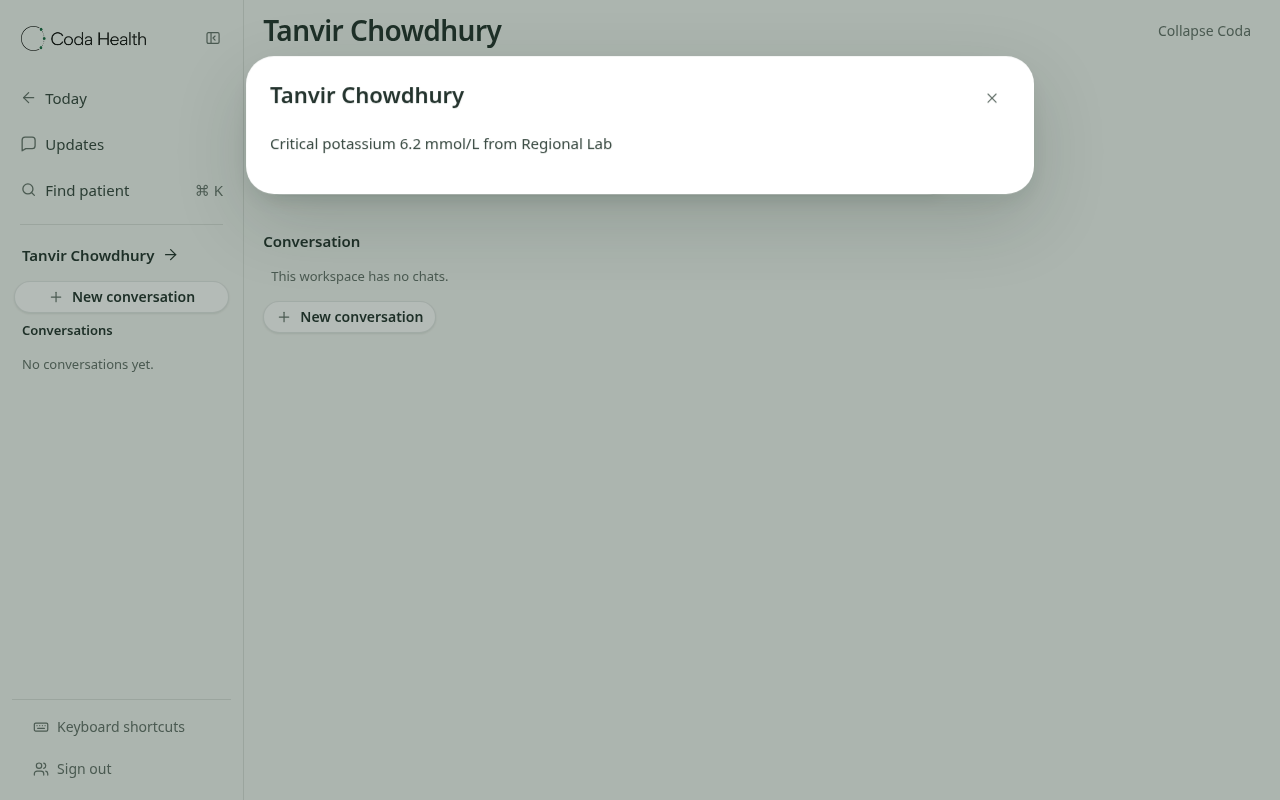 Coda Health
Today
Updates
Find patient ⌘ K
Tanvir Chowdhury
New conversation
Conversations
No conversations yet.
Keyboard shortcuts
Sign out
Tanvir Chowdhury
Collapse Coda
Tanvir Chowdhury
Critical potassium 6.2 mmol/L from Regional Lab
Conversation
This workspace has no chats.
New conversation